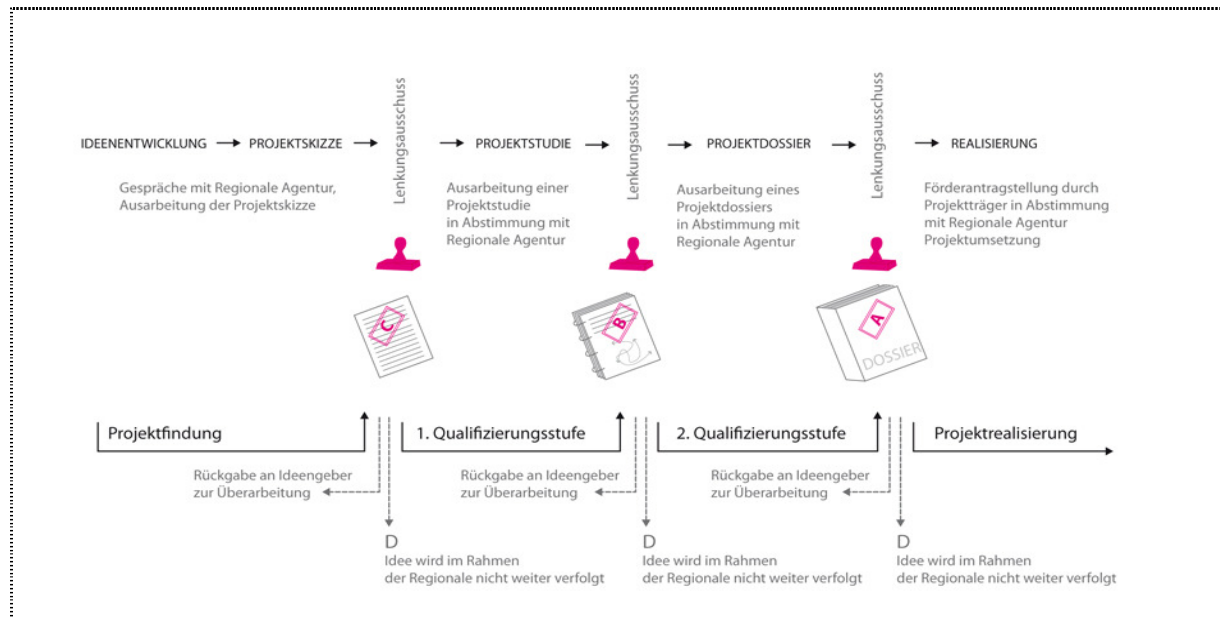 Lenkungsausschuss
Lenkungsausschuss
Lenkungsausschuss
IDEENENTWICKLUNG
PROJEKTSKIZZE
PROJEKTSTUDIE
PROJEKTDOSSIER
REALISIERUNG
Gespräche mit Regionale Agentur,
Ausarbeitung der Projektskizze
Ausarbeitung einer
Projektstudie
in Abstimmung mit
Regionale Agentur
Ausarbeitung eines
Projektdossiers
in Abstimmung mit
Regionale Agentur
Förderantragstellung durch
Projektträger in Abstimmung
mit Regionale Agentur
Projektumsetzung
C
B
A
DOSSIER
Projektfindung
1. Qualifizierungsstufe
2. Qualifizierungsstufe
Projektrealisierung
Rückgabe an Ideengeber
zur Überarbeitung
Rückgabe an Ideengeber
zur Überarbeitung
Rückgabe an Ideengeber
zur Überarbeitung
D
Idee wird im Rahmen
der Regionale nicht weiter verfolgt
D
Idee wird im Rahmen
der Regionale nicht weiter verfolgt
D
Idee wird im Rahmen
der Regionale nicht weiter verfolgt